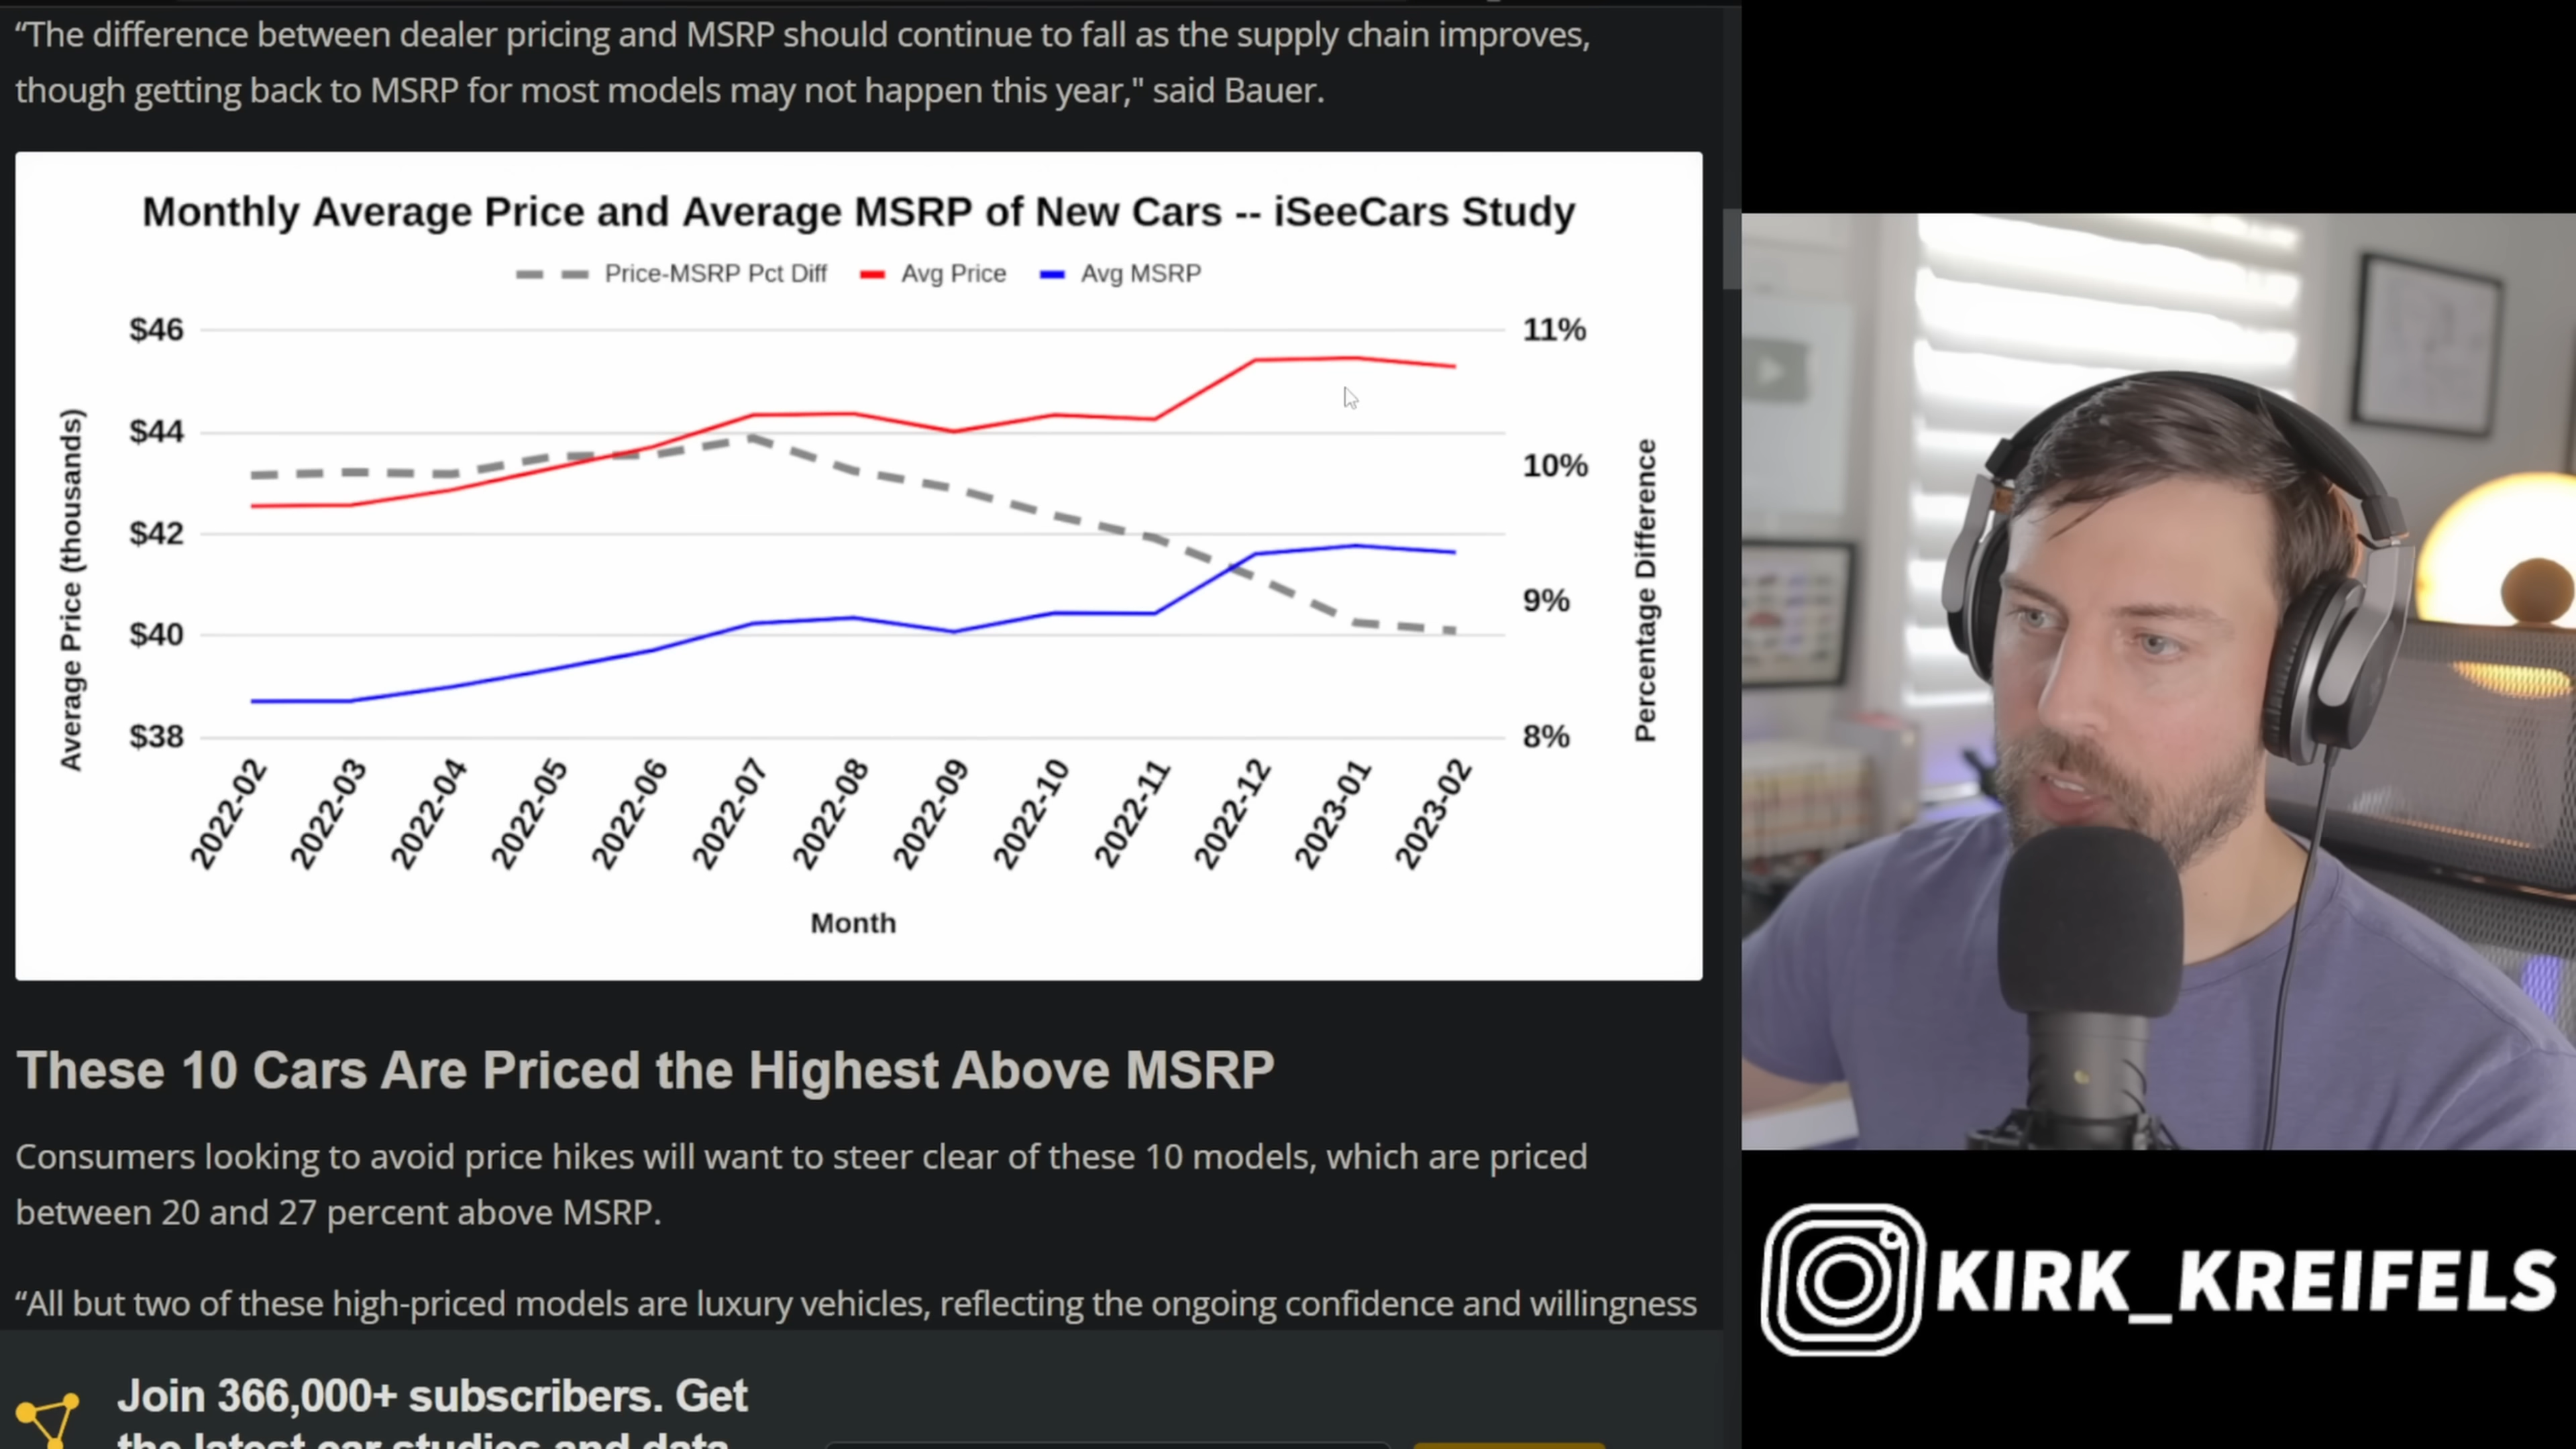 “The difference between dealer pricing and MSRP should continue to fall as the supply chain improves,
though getting back to MSRP for most models may not happen this year," said Bauer.
Monthly Average Price and Average MSRP of New Cars -- iSeeCars Study
Price-MSRP Pct Diff Avg Price Avg MSRP
$46
$44
$42
$40
$38
Average Price (thousands)
11%
10%
9%
8%
Percentage Difference
2022-02
2022-03
2022-04
2022-05
2022-06
2022-07
2022-08
2022-09
2022-10
2022-11
2022-12
2023-01
2023-02
Month
These 10 Cars Are Priced the Highest Above MSRP
Consumers looking to avoid price hikes will want to steer clear of these 10 models, which are priced
between 20 and 27 percent above MSRP.
“All but two of these high-priced models are luxury vehicles, reflecting the ongoing confidence and willingness
Join 366,000+ subscribers. Get
the latest car studies and data
KIRK_KREIFELS